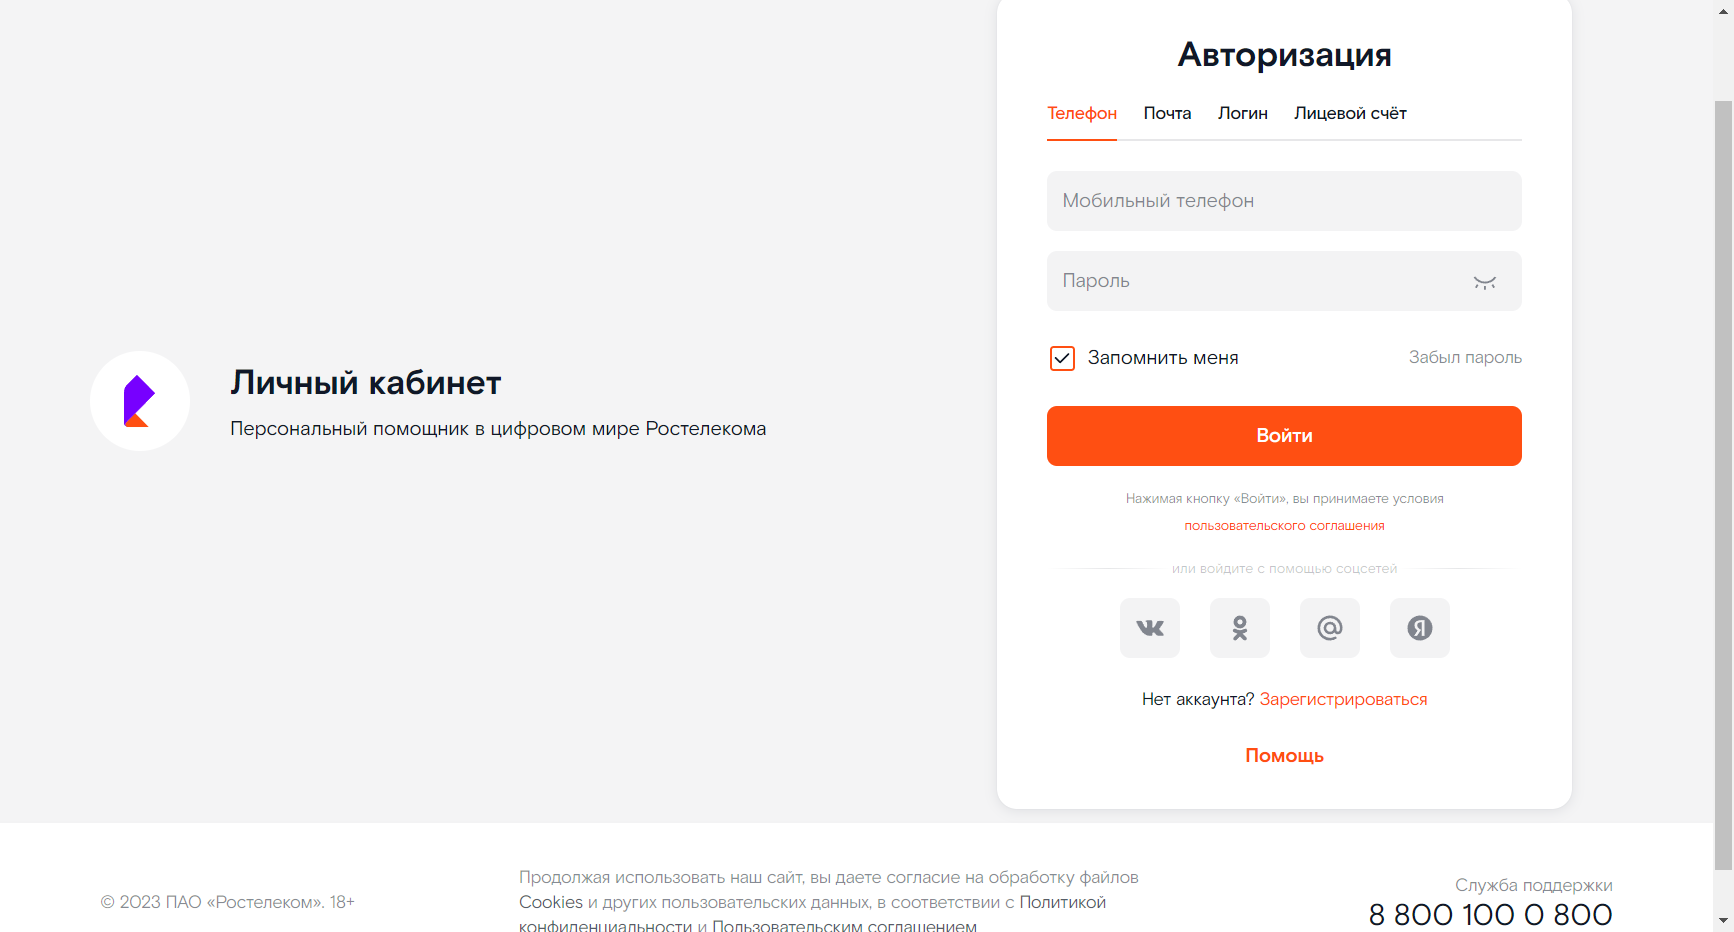 Авторизация
Телефон Почта Логин Лицевой счёт
Мобильный телефон
Пароль
Запомнить меня Забыл пароль
Войти
Нажимая кнопку «Войти», вы принимаете условия
пользовательского соглашения
или войдите с помощью соцсетей
Нет аккаунта? Зарегистрироваться
Помощь
Личный кабинет
Персональный помощник в цифровом мире Ростелекома
© 2023 ПАО «Ростелеком». 18+
Продолжая использовать наш сайт, вы даете согласие на обработку файлов
Cookies и других пользовательских данных, в соответствии с Политикой
конфиденциальности и Пользовательским соглашением
Служба поддержки
8 800 100 0 800